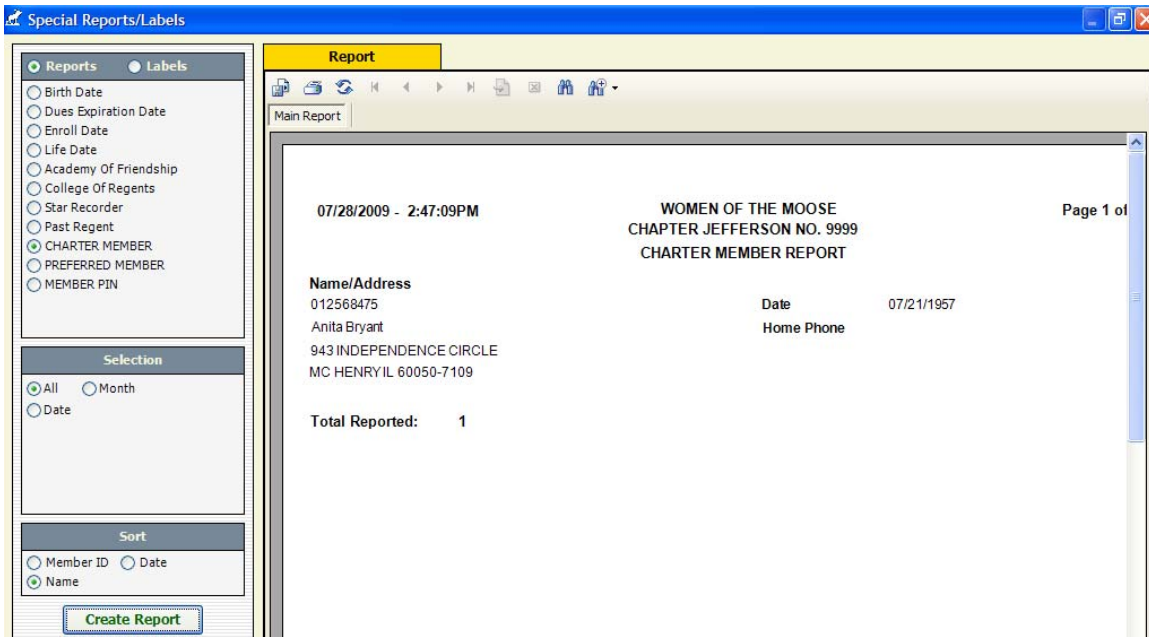 Special Reports/Labels
Reports Labels
Birth Date
Dues Expiration Date
Enroll Date
Life Date
Academy Of Friendship
College Of Regents
Star Recorder
Past Regent
CHARTER MEMBER
PREFERRED MEMBER
MEMBER PIN
Selection
All Month
Date
Sort
Member ID Date
Name
Create Report
Report
Main Report
07/28/2009 - 2:47:09PM WOMEN OF THE MOOSE Page 1 of
CHAPTER JEFFERSON NO. 9999
CHARTER MEMBER REPORT
Name/Address
012568475 Date 07/21/1957
Anita Bryant Home Phone
943 INDEPENDENCE CIRCLE
MC HENRY IL 60050-7109
Total Reported: 1